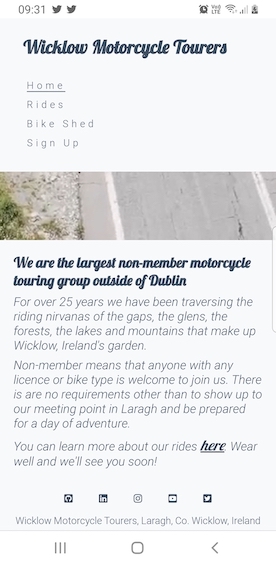 09:31
Vo)) LTE
Wicklow Motorcycle Tourers
Home
Rides
Bike Shed
Sign Up
We are the largest non-member motorcycle
touring group outside of Dublin
For over 25 years we have been traversing the
riding nirvanas of the gaps, the glens, the
forests, the lakes and mountains that make up
Wicklow, Ireland's garden.
Non-member means that anyone with any
licence or bike type is welcome to join us. There
is are no requirements other than to show up to
our meeting point in Laragh and be prepared
for a day of adventure.
You can learn more about our rides here. Wear
well and we'll see you soon!
Wicklow Motorcycle Tourers, Laragh, Co. Wicklow, Ireland